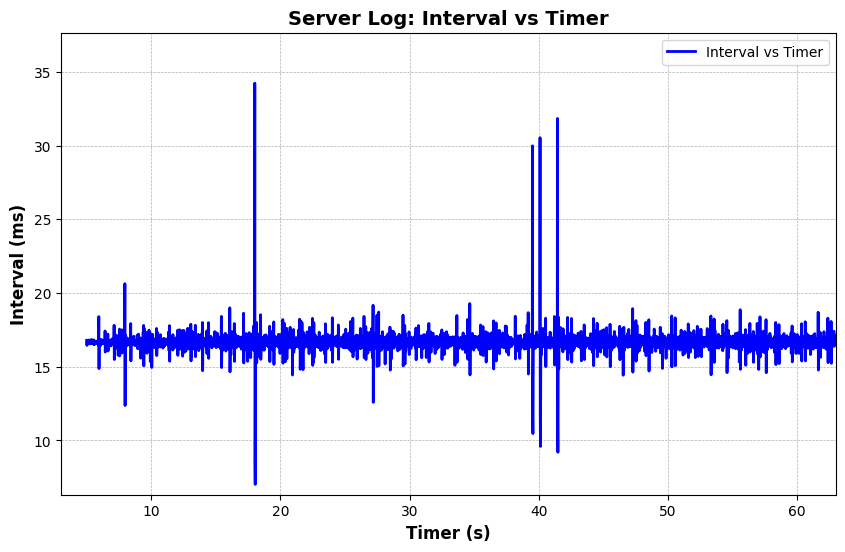 Server Log: Interval vs Timer
Interval vs Timer
35
30
25
20
15
10
Interval (ms)
10 20 30 40 50 60
Timer (s)